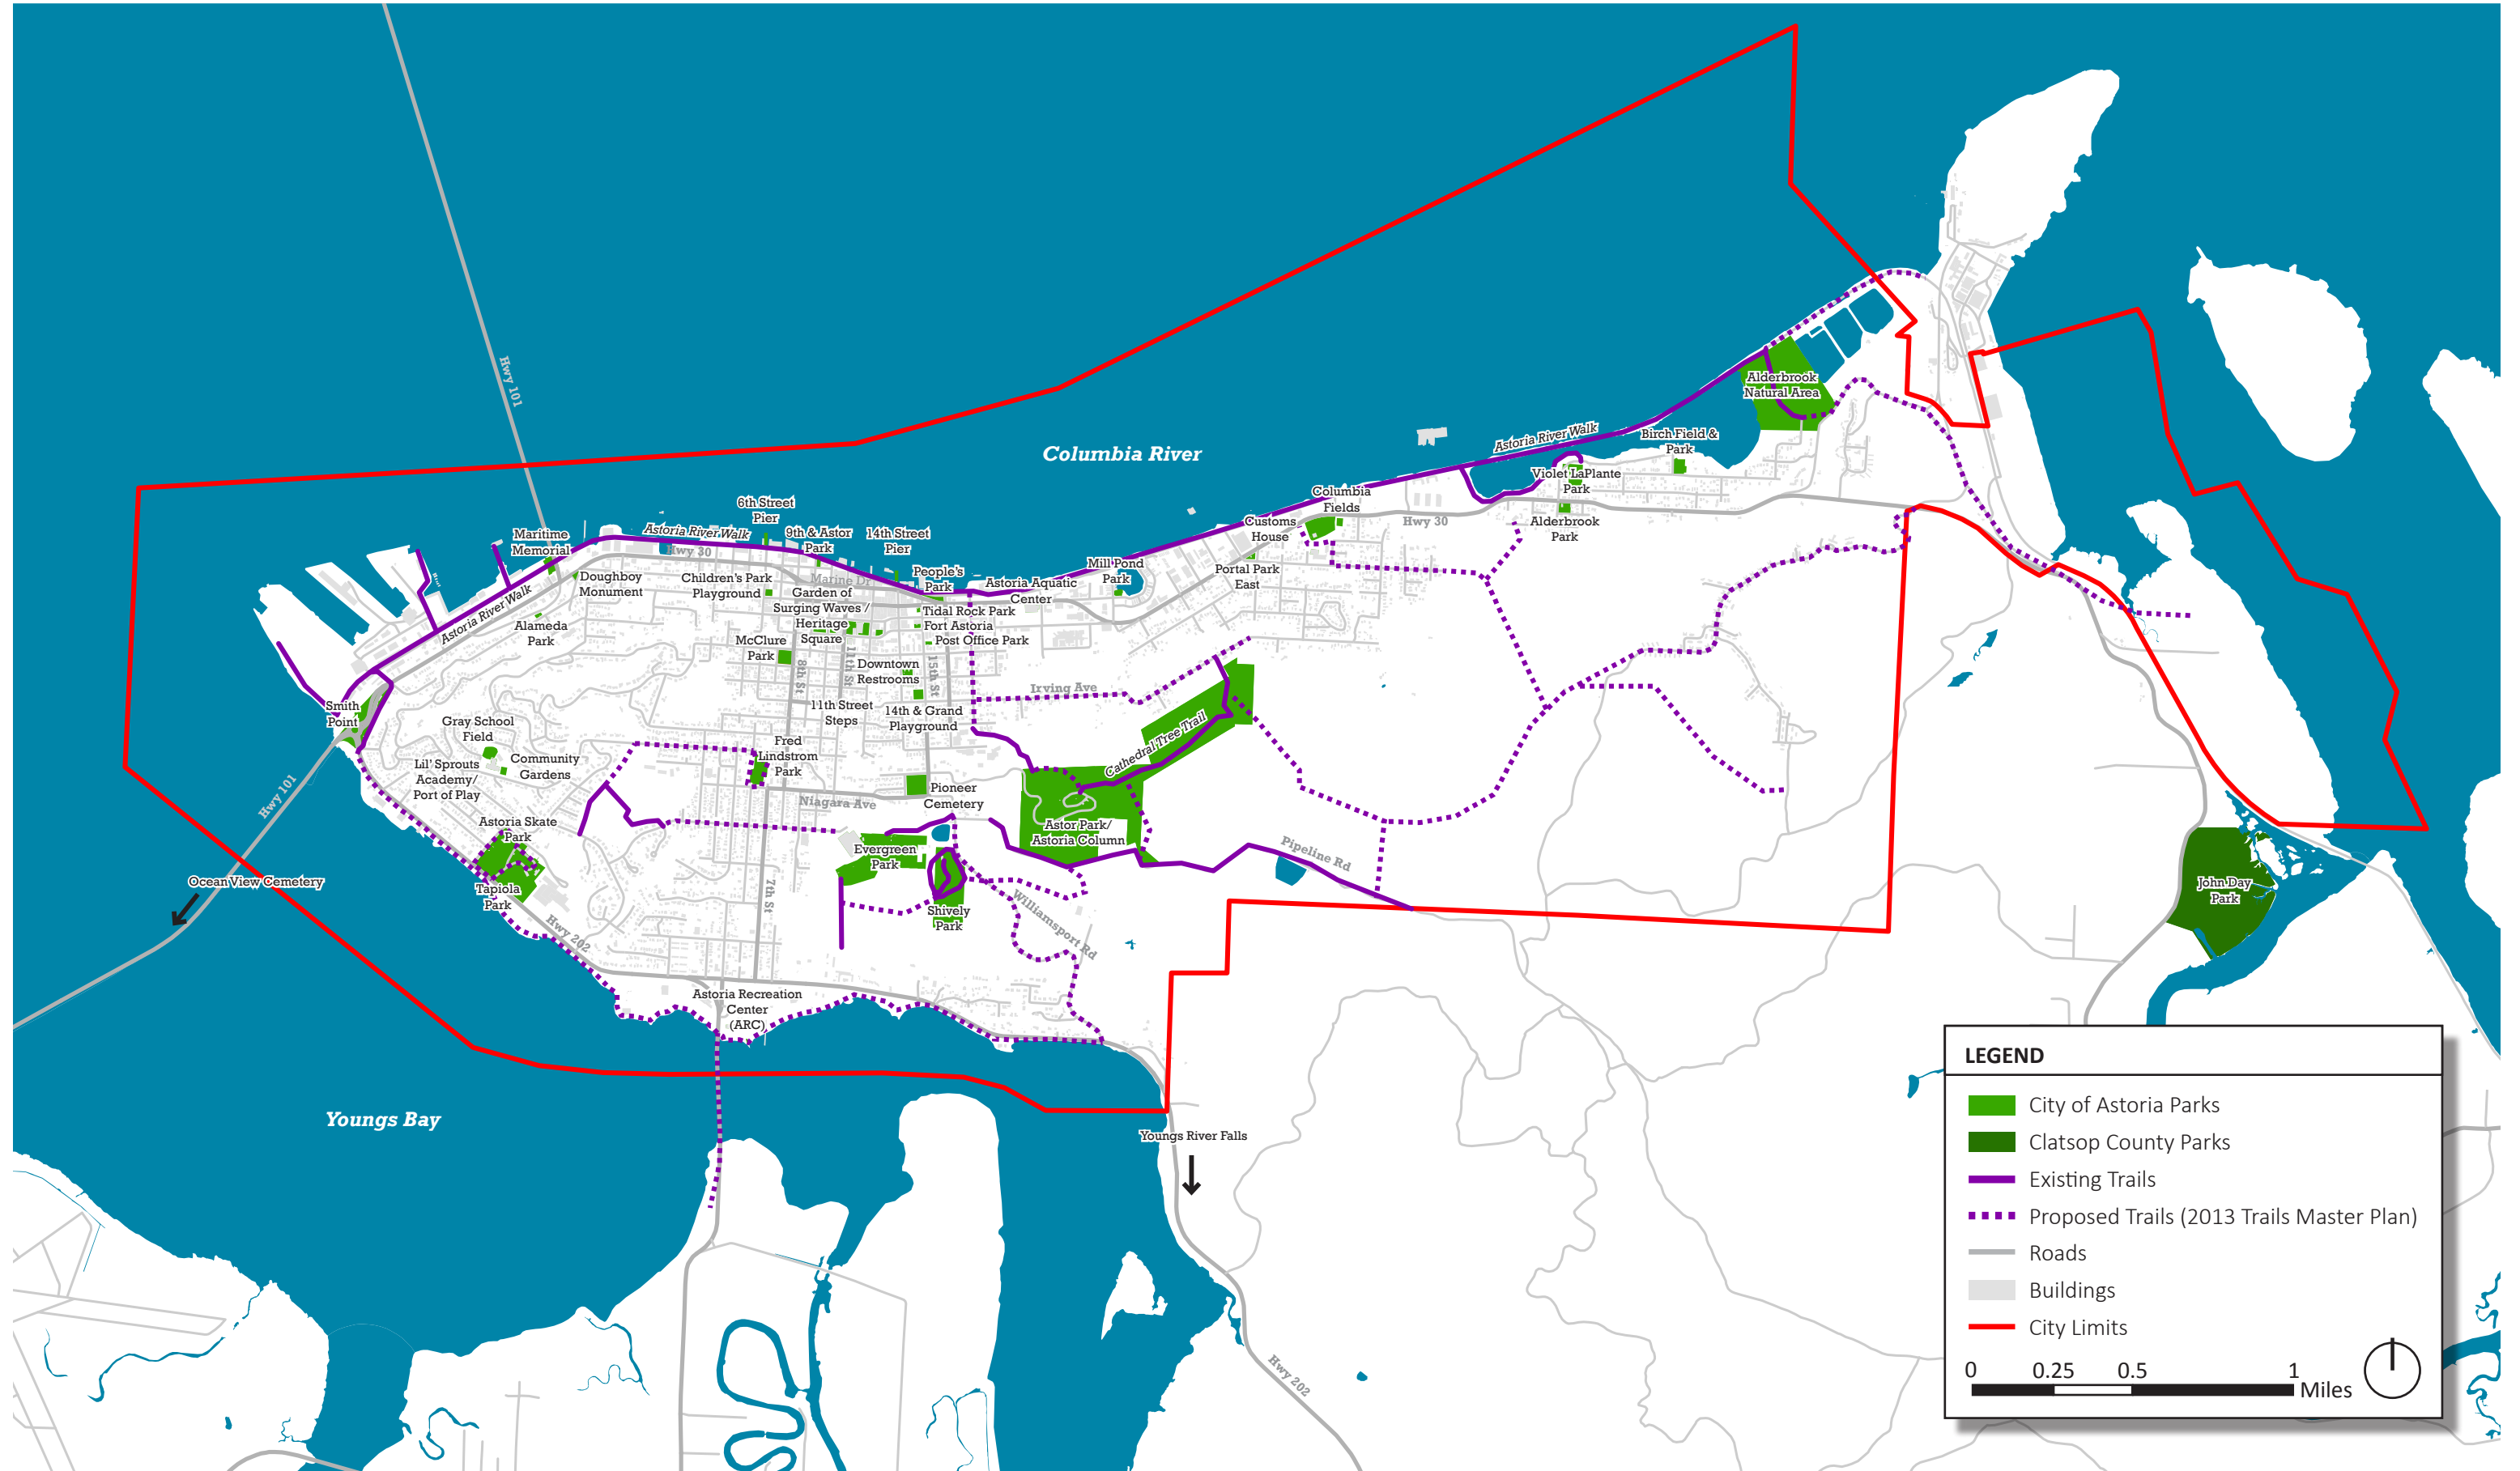 Hwy 101
Columbia River
Alderbrook
Natural Area
Astoria River Walk
Birch Field &
Park
Violet LaPlante
Park
Alderbrook
Park
Hwy 30
Columbia
Fields
Customs
House
Portal Park
East
Mill Pond
Park
Astoria Aquatic
Center
6th Street
Pier
Astoria River Walk
Hwy 30
9th & Astor
Park
14th Street
Pier
People's
Park
Maritime
Memorial
Doughboy
Monument
Children's Park
Playground
Marine Dr
Garden of
Surging Waves /
Heritage
Square
Tidal Rock Park
Fort Astoria
Post Office Park
Astoria River Walk
Alameda
Park
McClure
Park
8th St
11th St
15th St
Downtown
Restrooms
Irving Ave
11th Street
Steps
14th & Grand
Playground
Smith
Point
Gray School
Field
Community
Gardens
Lil' Sprouts
Academy/
Port of Play
Fred
Lindstrom
Park
Cathedral Tree Trail
Niagara Ave
Pioneer
Cemetery
Hwy 101
Astoria Skate
Park
Evergreen
Park
Astor Park/
Astoria Column
Pipeline Rd
Ocean View Cemetery
Tapiola
Park
7th St
Shively
Park
Williamsport Rd
Hwy 202
John Day
Park
Astoria Recreation
Center
(ARC)
Youngs Bay
Youngs River Falls
Hwy 202
LEGEND
City of Astoria Parks
Clatsop County Parks
Existing Trails
Proposed Trails (2013 Trails Master Plan)
Roads
Buildings
City Limits
0 0.25 0.5 1
Miles